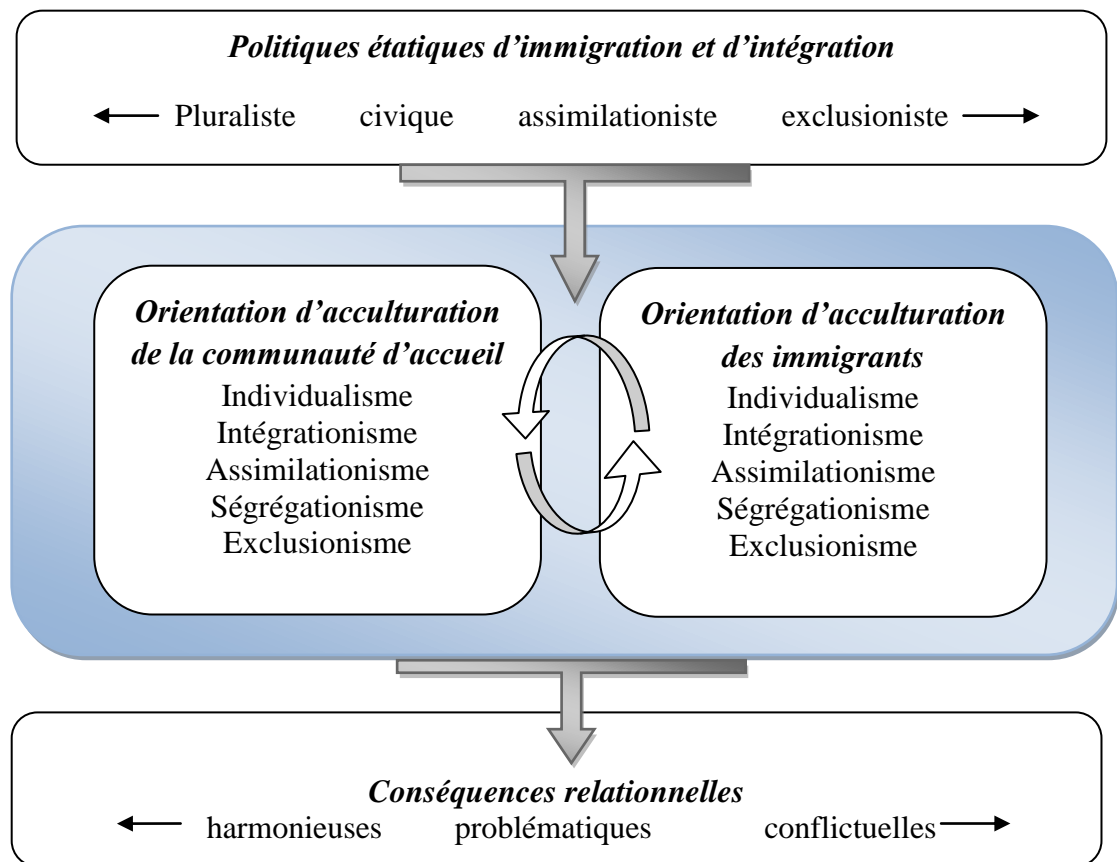 Politiques étatiques d’immigration et d’intégration
Pluraliste civique assimilationiste exclusioniste
Orientation d’acculturation
de la communauté d’accueil
Individualisme
Intégrationisme
Assimilationisme
Ségrégationisme
Exclusionisme
Orientation d’acculturation
des immigrants
Individualisme
Intégrationisme
Assimilationisme
Ségrégationisme
Exclusionisme
Conséquences relationnelles
harmonieuses problématiques conflictuelles